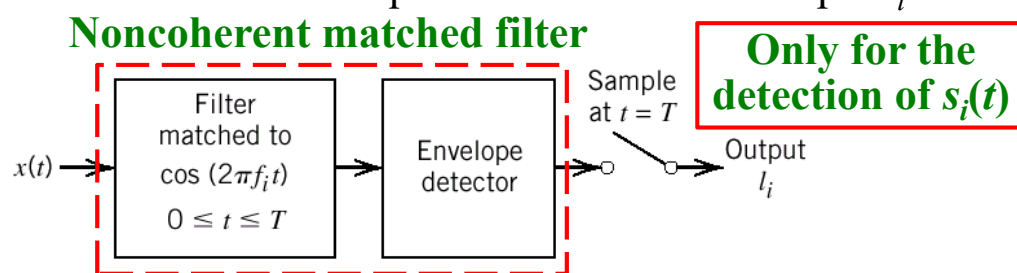 Noncoherent matched filter
Only for the
detection of sᵢ(t)
Sample
at t = T
Filter
matched to
cos (2πfᵢt)
0 ≤ t ≤ T
Envelope
detector
x(t)
Output
lᵢ